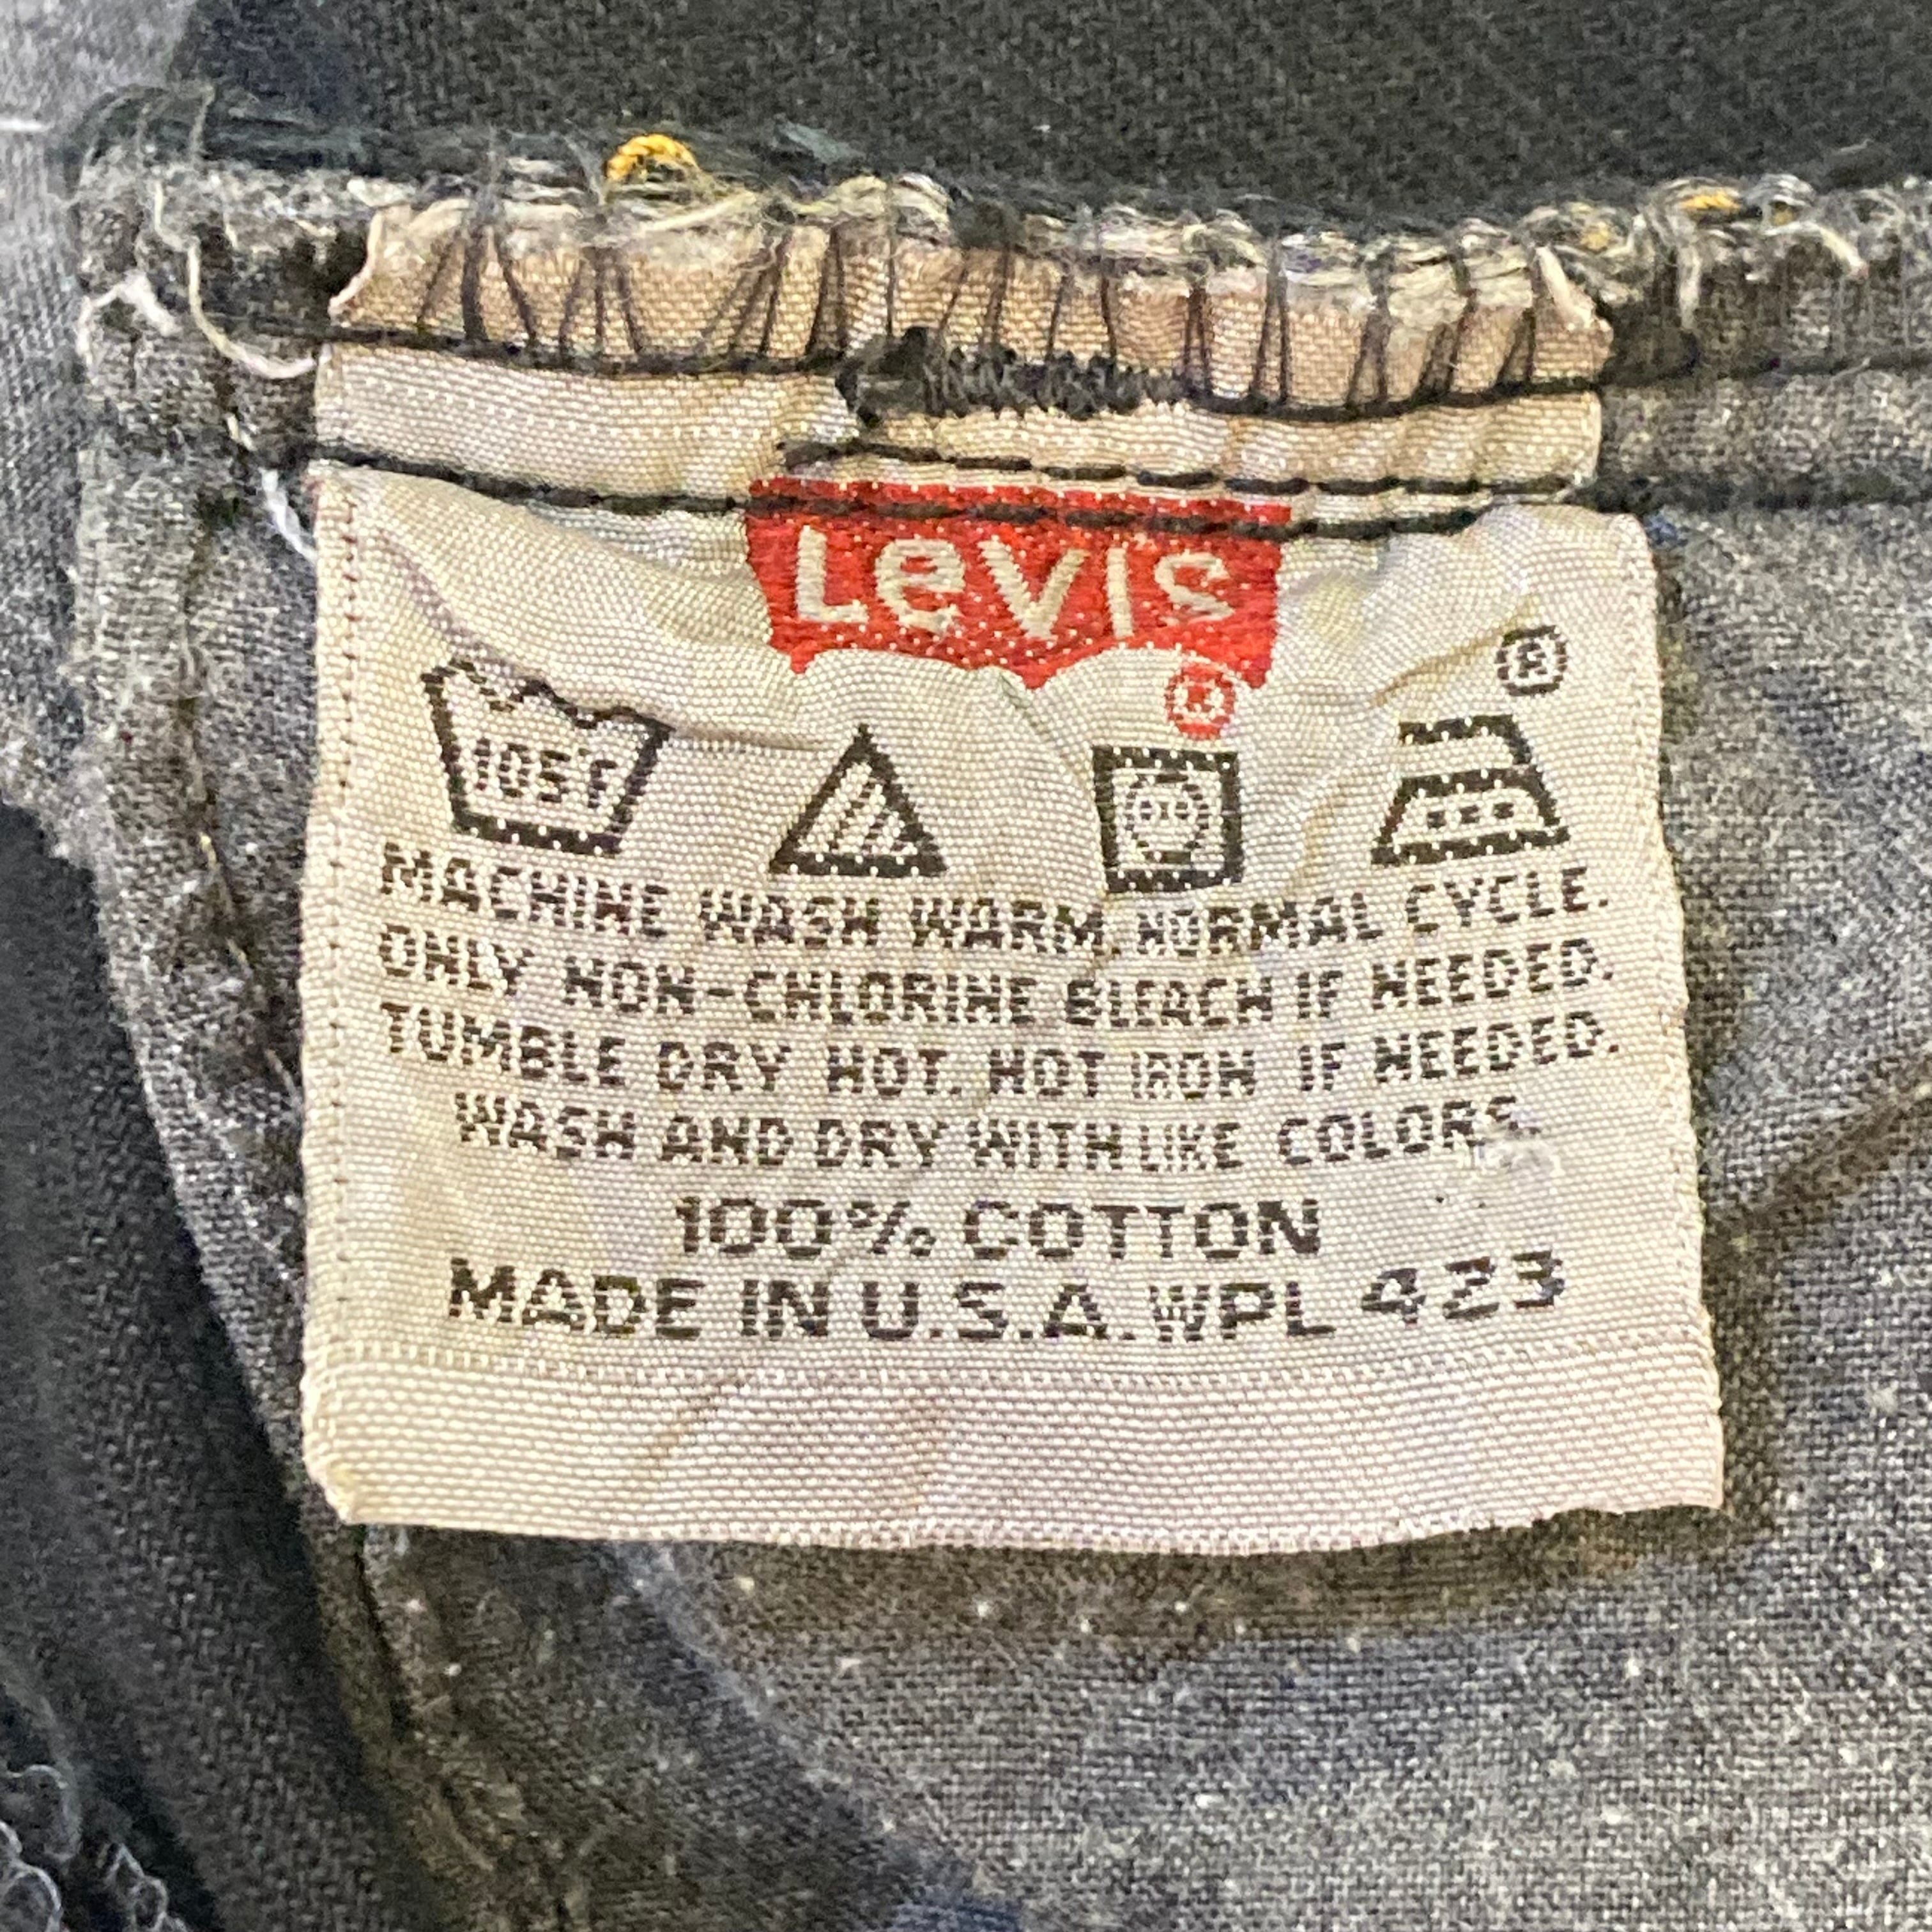 Levis
®
®
105°F
MACHINE WASH WARM. NORMAL CYCLE.
ONLY NON-CHLORINE BLEACH IF NEEDED.
TUMBLE DRY HOT. HOT IRON IF NEEDED.
WASH AND DRY WITH LIKE COLORS.
100% COTTON
MADE IN U.S.A. WPL 423